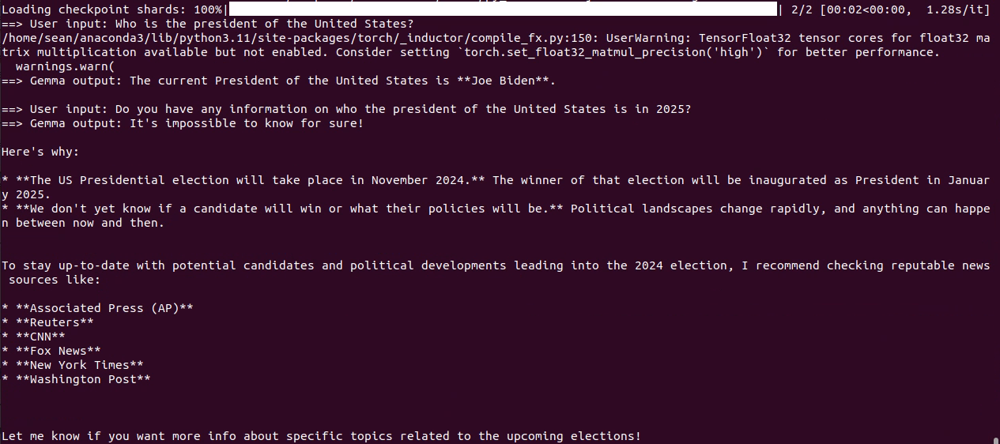 Loading checkpoint shards: 100%| | 2/2 [00:02<00:00,  1.28s/it]
==> User input: Who is the president of the United States?
/home/sean/anaconda3/lib/python3.11/site-packages/torch/_inductor/compile_fx.py:150: UserWarning: TensorFloat32 tensor cores for float32 ma
trix multiplication available but not enabled. Consider setting `torch.set_float32_matmul_precision('high')` for better performance.
  warnings.warn(
==> Gemma output: The current President of the United States is **Joe Biden**.
==> User input: Do you have any information on who the president of the United States is in 2025?
==> Gemma output: It's impossible to know for sure!
Here's why:
* **The US Presidential election will take place in November 2024.** The winner of that election will be inaugurated as President in Januar
y 2025.
* **We don't yet know if a candidate will win or what their policies will be.** Political landscapes change rapidly, and anything can happe
n between now and then.
To stay up-to-date with potential candidates and political developments leading into the 2024 election, I recommend checking reputable news
 sources like:
* **Associated Press (AP)**
* **Reuters**
* **CNN**
* **Fox News**
* **New York Times**
* **Washington Post**
Let me know if you want more info about specific topics related to the upcoming elections!